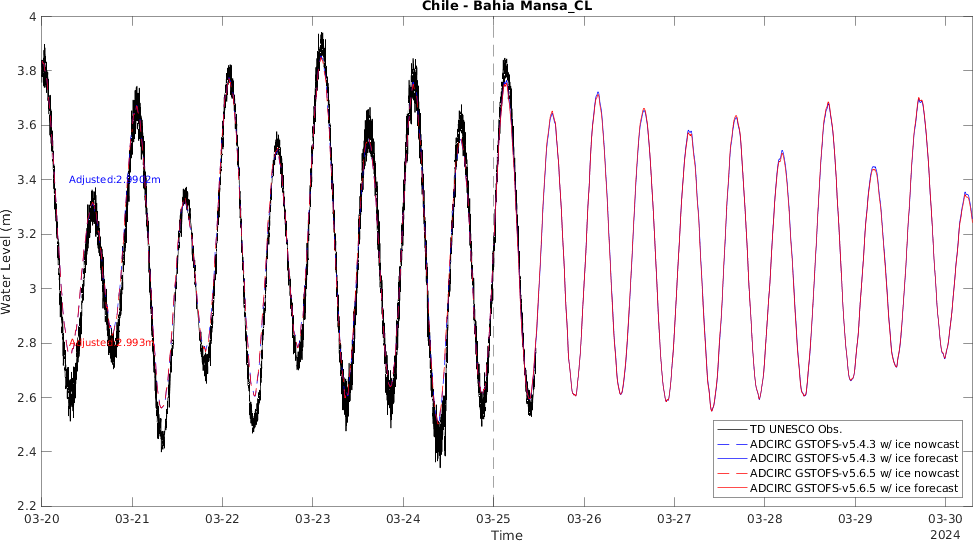 Chile - Bahia Mansa_CL
4
3.8
3.6
3.4
3.2
3
2.8
2.6
2.4
2.2
Water Level (m)
Adjusted:2.9902m
Adjusted:2.993m
TD UNESCO Obs.
ADCIRC GSTOFS-v5.4.3 w/ ice nowcast
ADCIRC GSTOFS-v5.4.3 w/ ice forecast
ADCIRC GSTOFS-v5.6.5 w/ ice nowcast
ADCIRC GSTOFS-v5.6.5 w/ ice forecast
03-20 03-21 03-22 03-23 03-24 03-25 03-26 03-27 03-28 03-29 03-30
Time 2024